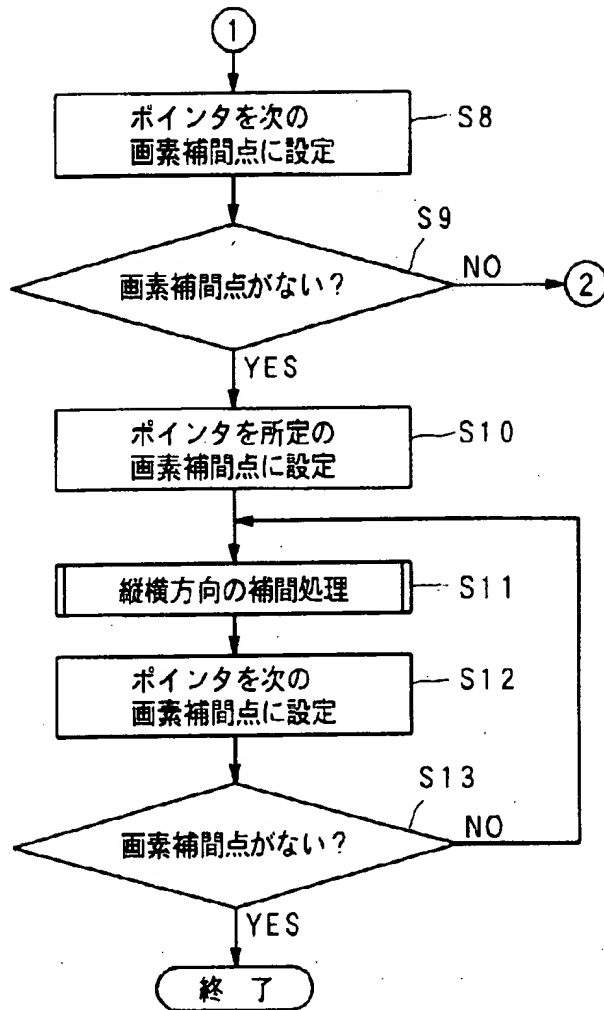 1
ポインタを次の
画素補間点に設定
S8
S9
画素補間点がない?
NO
2
YES
ポインタを所定の
画素補間点に設定
S10
縦横方向の補間処理
S11
ポインタを次の
画素補間点に設定
S12
S13
画素補間点がない?
NO
YES
終了